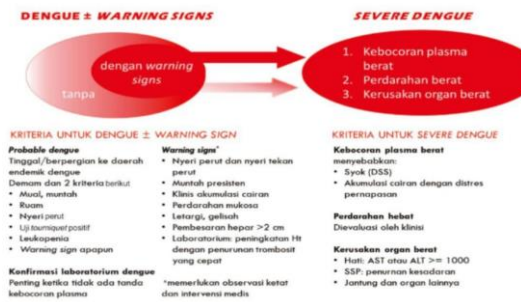 DENGUE ± WARNING SIGNS
SEVERE DENGUE
dengan warning
signs
tanpa
1. Kebocoran plasma
berat
2. Perdarahan berat
3. Kerusakan organ berat
KRITERIA UNTUK DENGUE ± WARNING SIGN
Probable dengue
Tinggal/berpergian ke daerah
endemik dengue
Demam dan 2 kriteria berikut
• Mual, muntah
• Ruam
• Nyeri perut
• Uji tourniquet positif
• Leukopenia
• Warning sign apapun
Konfirmasi laboratorium dengue
Penting ketika tidak ada tanda
kebocoran plasma
Warning signs*
• Nyeri perut dan nyeri tekan
perut
• Muntah presisten
• Klinis akumulasi cairan
• Perdarahan mukosa
• Letargi, gelisah
• Pembesaran hepar >2 cm
• Laboratorium: peningkatan Ht
dengan penurunan trombosit
yang cepat
*memerlukan observasi ketat
dan intervensi medis
KRITERIA UNTUK SEVERE DENGUE
Kebocoran plasma berat
menyebabkan:
• Syok (DSS)
• Akumulasi cairan dengan distres
pernapasan
Perdarahan hebat
Dievaluasi oleh klinisi
Kerusakan organ berat
• Hati: AST atau ALT >= 1000
• SSP: penurnan kesadaran
• Jantung dan organ lainnya